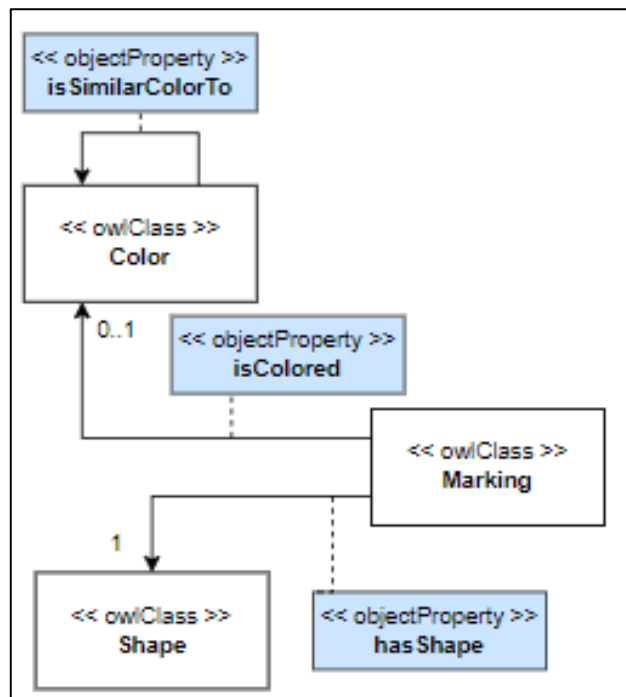 << objectProperty >>
isSimilarColorTo
<< owlClass >>
Color
0..1
<< objectProperty >>
isColored
<< owlClass >>
Marking
1
<< owlClass >>
Shape
<< objectProperty >>
hasShape